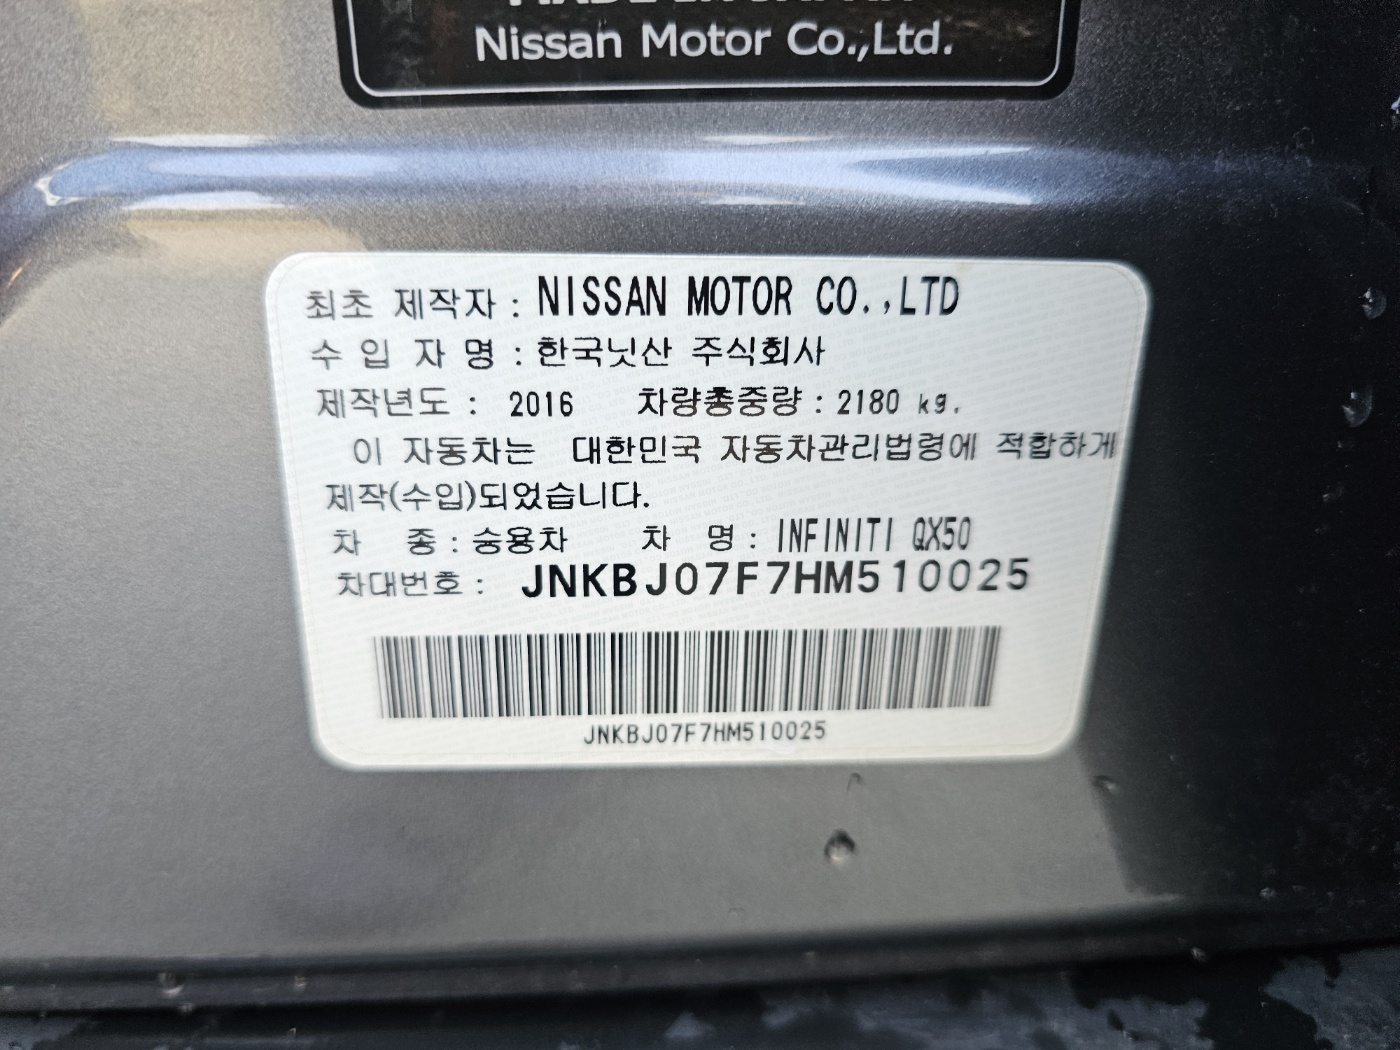 MADE IN JAPAN
Nissan Motor Co.,Ltd.
최초 제작자 : NISSAN MOTOR CO.,LTD
수 입 자 명 : 한국닛산 주식회사
제작년도 : 2016 차량총중량 : 2180 kg.
이 자동차는 대한민국 자동차관리법령에 적합하게
제작(수입)되었습니다.
차 종 : 승용차 차 명 : INFINITI QX50
차대번호 : JNKBJ07F7HM510025
JNKBJ07F7HM510025